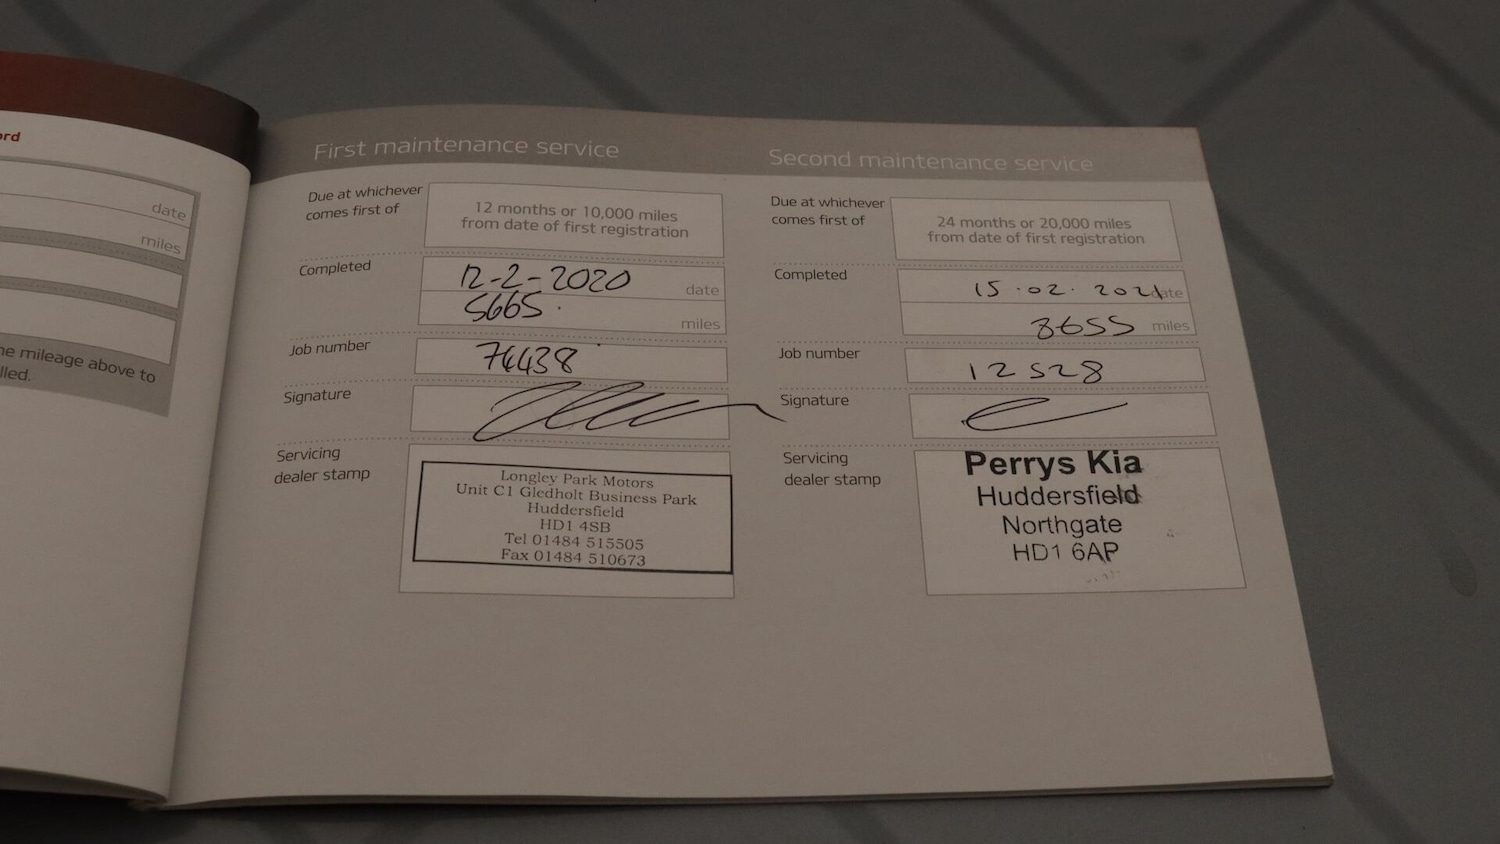 ord
date
miles
he mileage above to
lled.
First maintenance service
Due at whichever
comes first of
12 months or 10,000 miles
from date of first registration
Completed
12-2-2020
date
5665.
miles
Job number
74438
Signature
Servicing
dealer stamp
Longley Park Motors
Unit C1 Gledholt Business Park
Huddersfield
HD1 4SB
Tel 01484 515505
Fax 01484 510673
Second maintenance service
Due at whichever
comes first of
24 months or 20,000 miles
from date of first registration
Completed
15.02.2021
date
8655
miles
Job number
12528
Signature
Servicing
dealer stamp
Perrys Kia
Huddersfield
Northgate
HD1 6AP